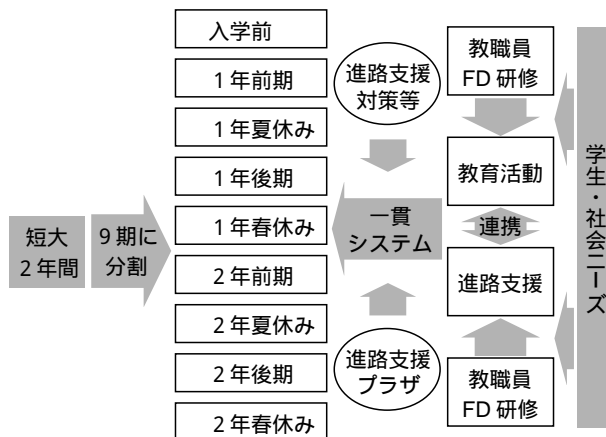 短大
2年間
9期に
分割
入学前
1年前期
1年夏休み
1年後期
1年春休み
2年前期
2年夏休み
2年後期
2年春休み
進路支援
対策等
一貫
システム
進路支援
プラザ
教職員
FD研修
教育活動
連携
進路支援
教職員
FD研修
学生・社会ニーズ